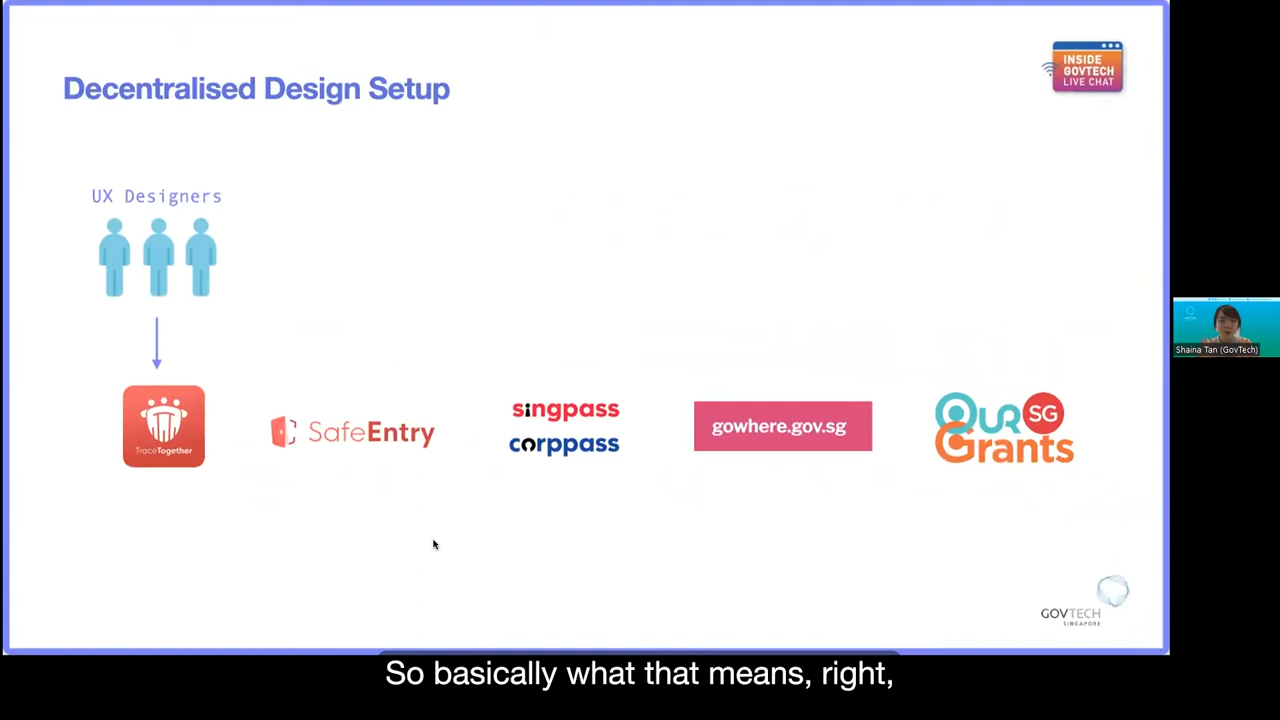 Decentralised Design Setup
INSIDE
GOVTECH
LIVE CHAT
UX Designers
TraceTogether
SafeEntry
singpass
corppass
gowhere.gov.sg
OUR SG
Grants
Shaina Tan (GovTech)
GOVTECH
SINGAPORE
So basically what that means, right,